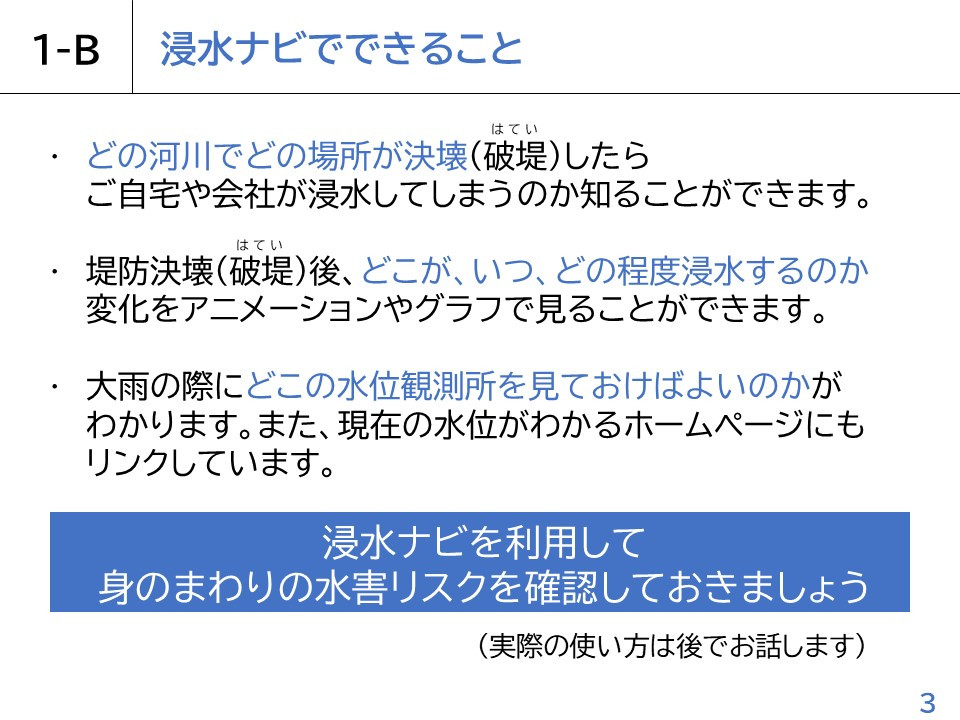 1-B
浸水ナビでできること
はてい
・ どの河川でどの場所が決壊(破堤)したら
ご自宅や会社が浸水してしまうのか知ることができます。
はてい
・ 堤防決壊(破堤)後、どこが、いつ、どの程度浸水するのか
変化をアニメーションやグラフで見ることができます。
・ 大雨の際にどこの水位観測所を見ておけばよいのかが
わかります。また、現在の水位がわかるホームページにも
リンクしています。
浸水ナビを利用して
身のまわりの水害リスクを確認しておきましょう
(実際の使い方は後でお話します)
3